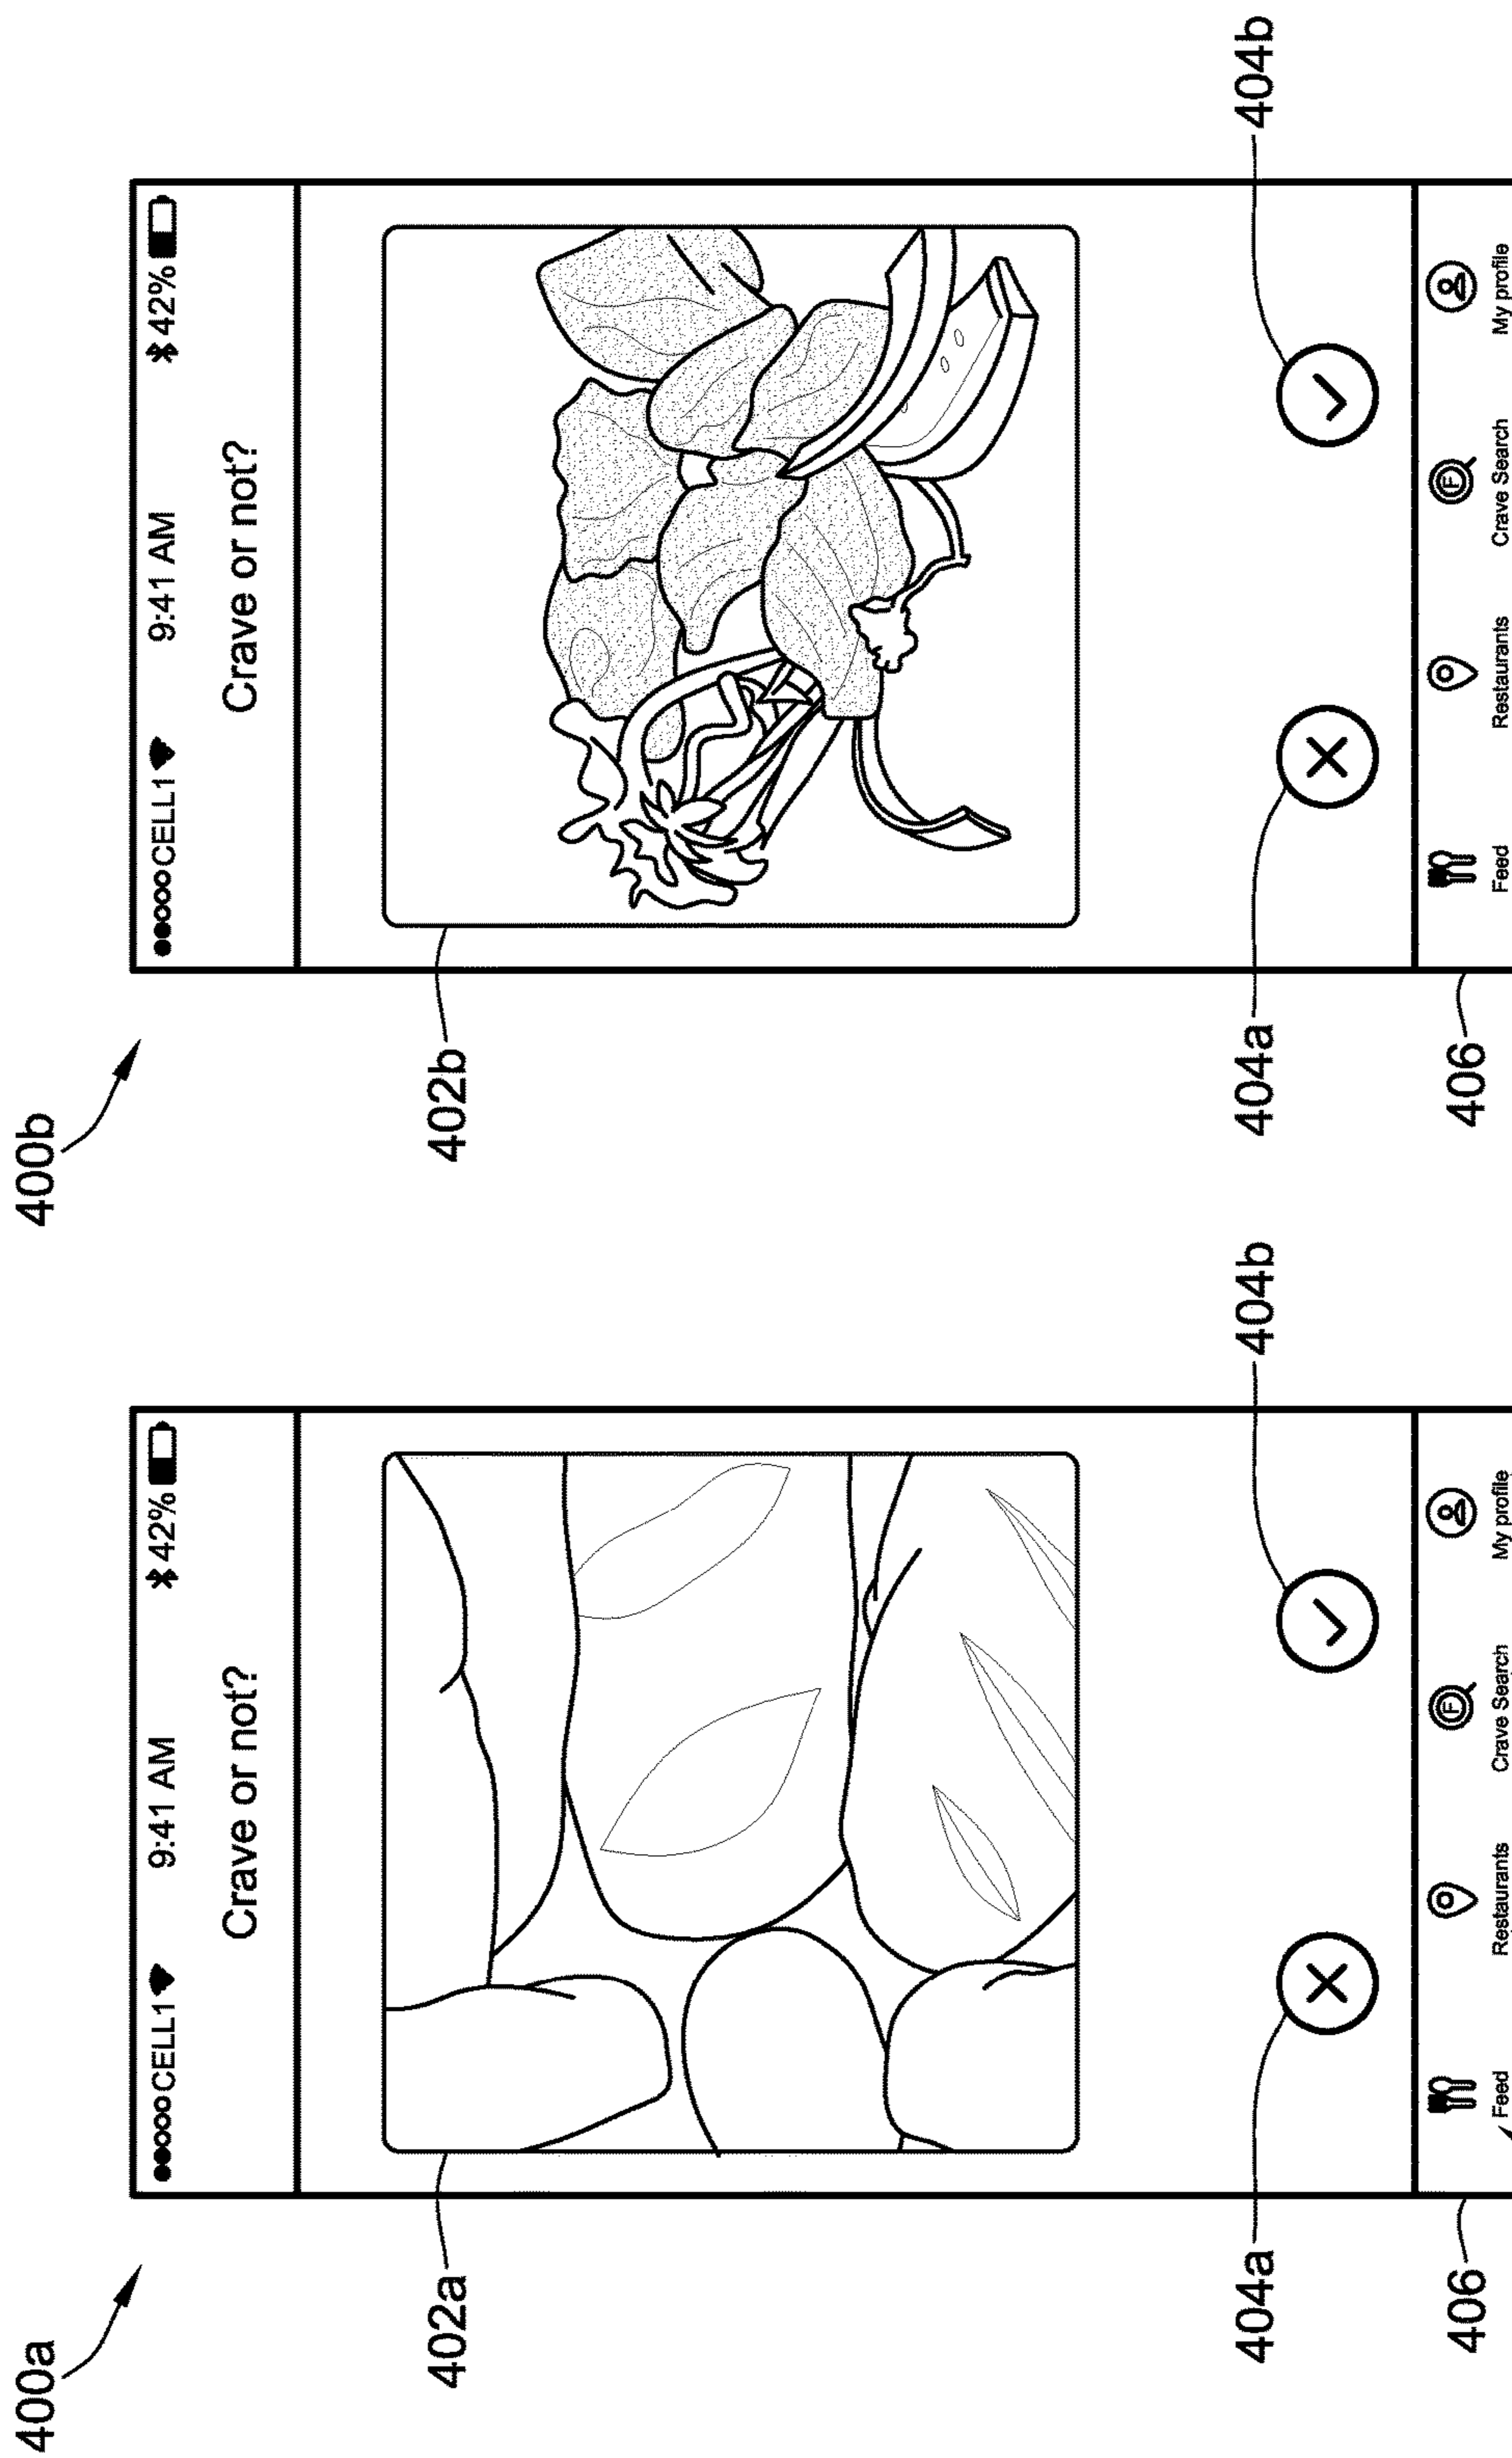 400a
●●○○○CELL1 9:41 AM 42%
Crave or not?
402a
404a
404b
Feed Restaurants Crave Search My profile
406
400b
●●○○○CELL1 9:41 AM 42%
Crave or not?
402b
404a
404b
Feed Restaurants Crave Search My profile
406